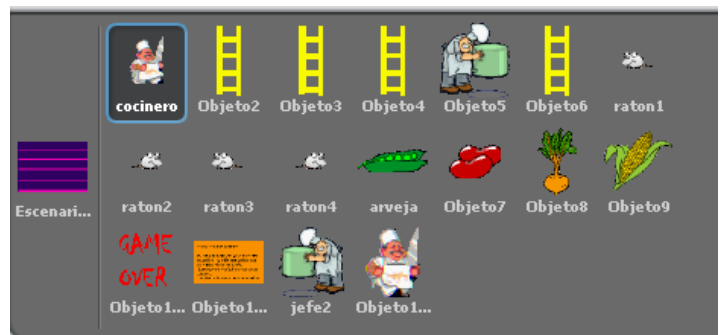 cocinero Objeto2 Objeto3 Objeto4 Objeto5 Objeto6 raton1
Escenari... raton2 raton3 raton4 arveja Objeto7 Objeto8 Objeto9
GAME
OVER
Objeto1... Objeto1... jefe2 Objeto1...